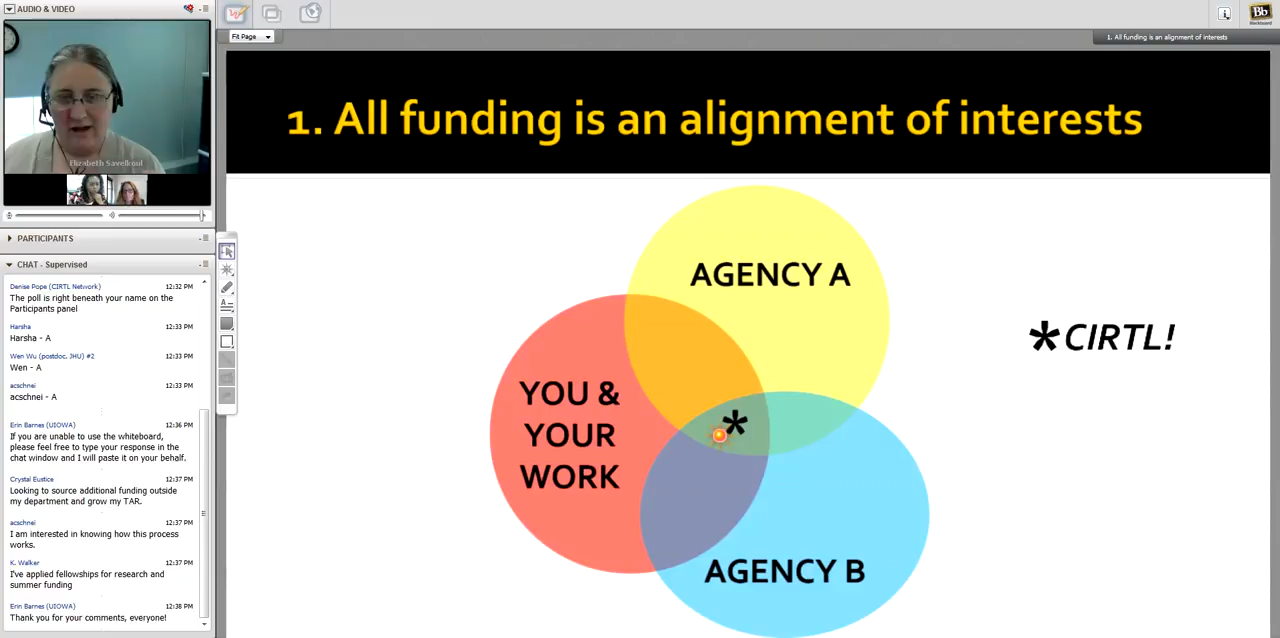 AUDIO & VIDEO
Elizabeth Savelkoul
PARTICIPANTS
CHAT - Supervised
Denise Pope (CIRTL Network) 12:32 PM
The poll is right beneath your name on the
Participants panel
Harsha 12:33 PM
Harsha - A
Wen Wu (postdoc, JHU) #2 12:33 PM
Wen - A
acschnei 12:33 PM
acschnei - A
Erin Barnes (UIOWA) 12:36 PM
If you are unable to use the whiteboard,
please feel free to type your response in the
chat window and I will paste it on your behalf.
Crystal Eustice 12:37 PM
Looking to source additional funding outside
my department and grow my TAR.
acschnei 12:37 PM
I am interested in knowing how this process
works.
K. Walker 12:37 PM
I've applied fellowships for research and
summer funding
Erin Barnes (UIOWA) 12:38 PM
Thank you for your comments, everyone!
Fit Page
Bb
Blackboard
1. All funding is an alignment of interests
1. All funding is an alignment of interests
AGENCY A
*CIRTL!
YOU &
YOUR
WORK
*
AGENCY B